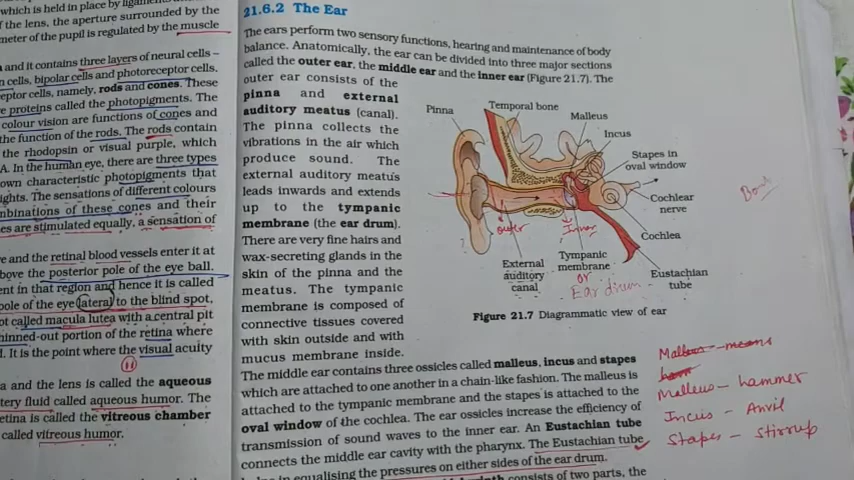 which is held in place by
f the lens, the aperture surrounded by the
meter of the pupil is regulated by the muscle
and it contains three layers of neural cells –
n cells, bipolar cells and photoreceptor cells.
eptor cells, namely, rods and cones. These
e proteins called the photopigments. The
colour vision are functions of cones and
the function of the rods. The rods contain
the rhodopsin or visual purple, which
A. In the human eye, there are three types
own characteristic photopigments that
ights. The sensations of different colours
mbinations of these cones and their
es are stimulated equally, a sensation of
e and the retinal blood vessels enter it at
bove the posterior pole of the eye ball.
ent in that region and hence it is called
pole of the eye lateral to the blind spot,
ot called macula lutea with a central pit
hinned-out portion of the retina where
d. It is the point where the visual acuity
a and the lens is called the aqueous
tery fluid called aqueous humor. The
etina is called the vitreous chamber
called vitreous humor.
21.6.2 The Ear
The ears perform two sensory functions, hearing and maintenance of body
balance. Anatomically, the ear can be divided into three major sections
called the outer ear, the middle ear and the inner ear (Figure 21.7). The
outer ear consists of the
pinna and external
auditory meatus (canal).
The pinna collects the
vibrations in the air which
produce sound. The
external auditory meatus
leads inwards and extends
up to the tympanic
membrane (the ear drum).
There are very fine hairs and
wax-secreting glands in the
skin of the pinna and the
meatus. The tympanic
membrane is composed of
connective tissues covered
with skin outside and with
mucus membrane inside.
Pinna
Temporal bone
Malleus
Incus
Stapes in
oval window
Cochlear
nerve
Cochlea
Eustachian
tube
outer
Inner
External
auditory
canal
Tympanic
membrane
or
Ear drum
Figure 21.7 Diagrammatic view of ear
The middle ear contains three ossicles called malleus, incus and stapes
which are attached to one another in a chain-like fashion. The malleus is
attached to the tympanic membrane and the stapes is attached to the
oval window of the cochlea. The ear ossicles increase the efficiency of
transmission of sound waves to the inner ear. An Eustachian tube
connects the middle ear cavity with the pharynx. The Eustachian tube
in equalising the pressures on either sides of the ear drum.
consists of two parts, the
Malleus - means
Malleus - hammer
Incus - Anvil
Stapes - stirrup